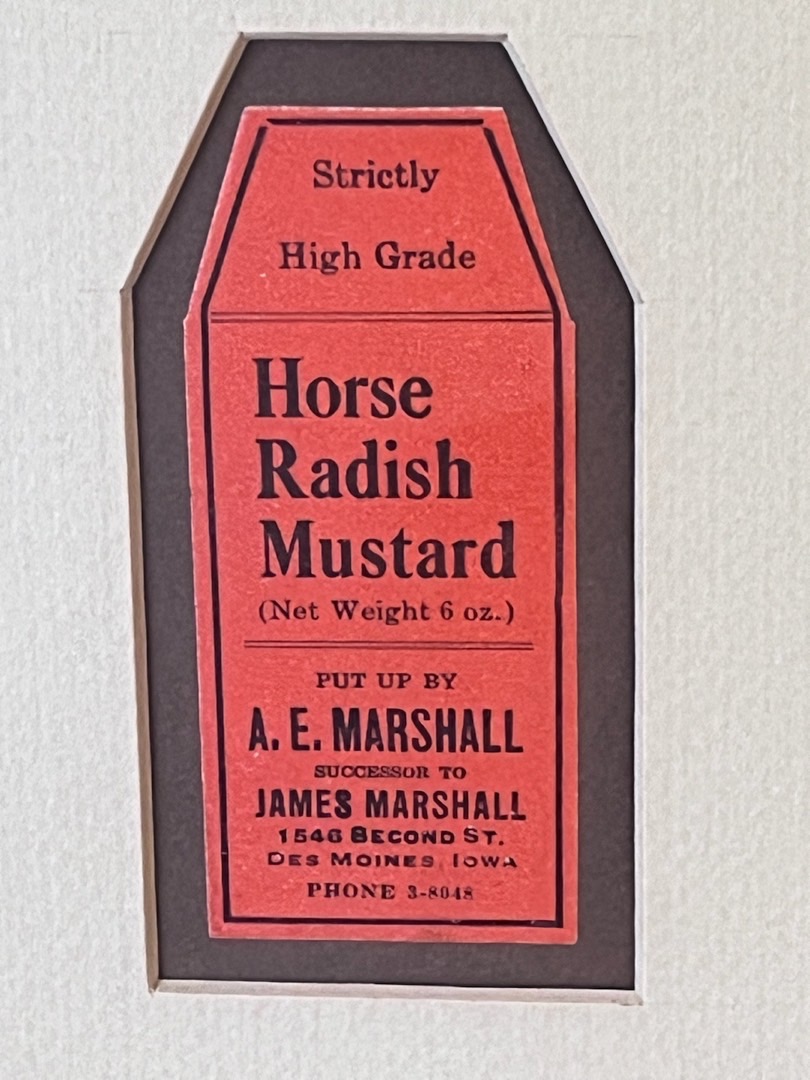 Strictly
High Grade
Horse
Radish
Mustard
(Net Weight 6 oz.)
PUT UP BY
A. E. MARSHALL
SUCCESSOR TO
JAMES MARSHALL
1546 SECOND ST.
DES MOINES, IOWA
PHONE 3-8048